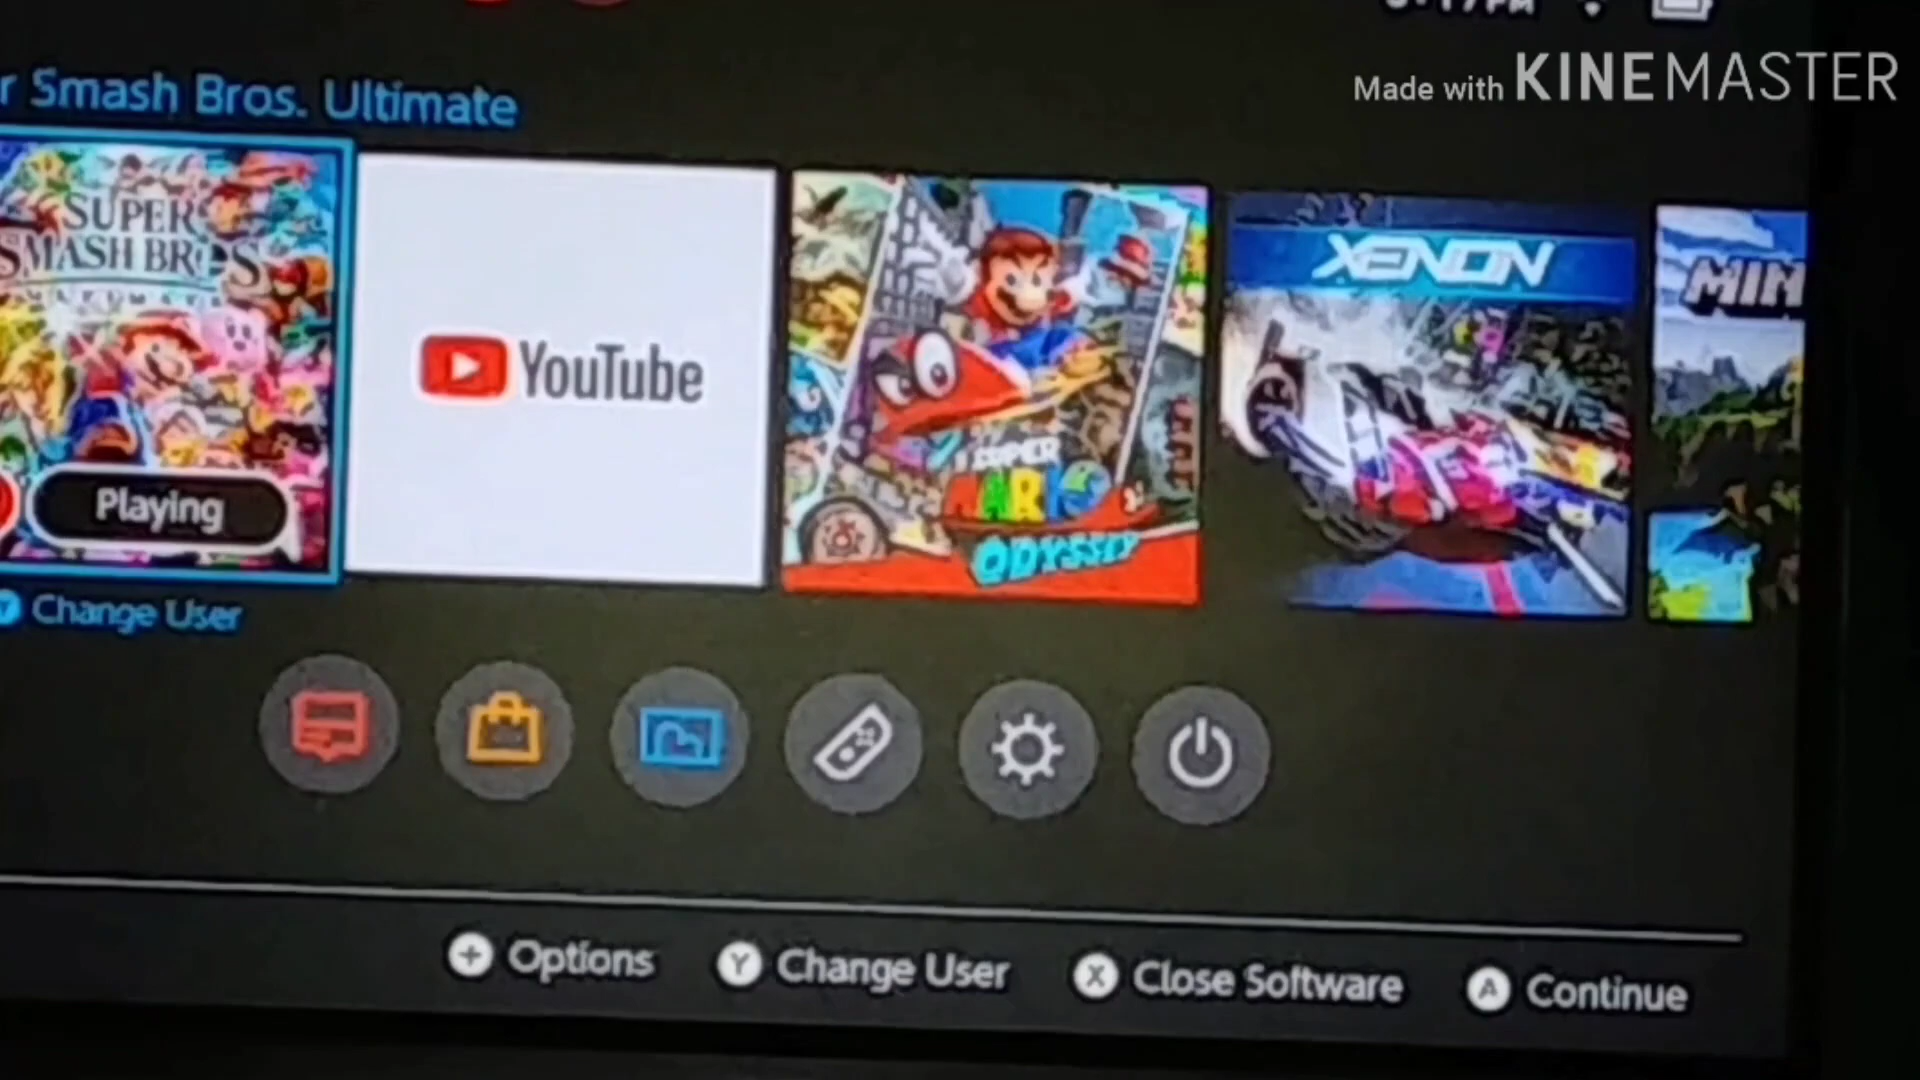 Made with KINEMASTER
r Smash Bros. Ultimate
SUPER
SMASH BROS
Playing
YouTube
SUPER
MARIO
ODYSSEY
XENON
MIN
Y Change User
+ Options
Y Change User
X Close Software
A Continue